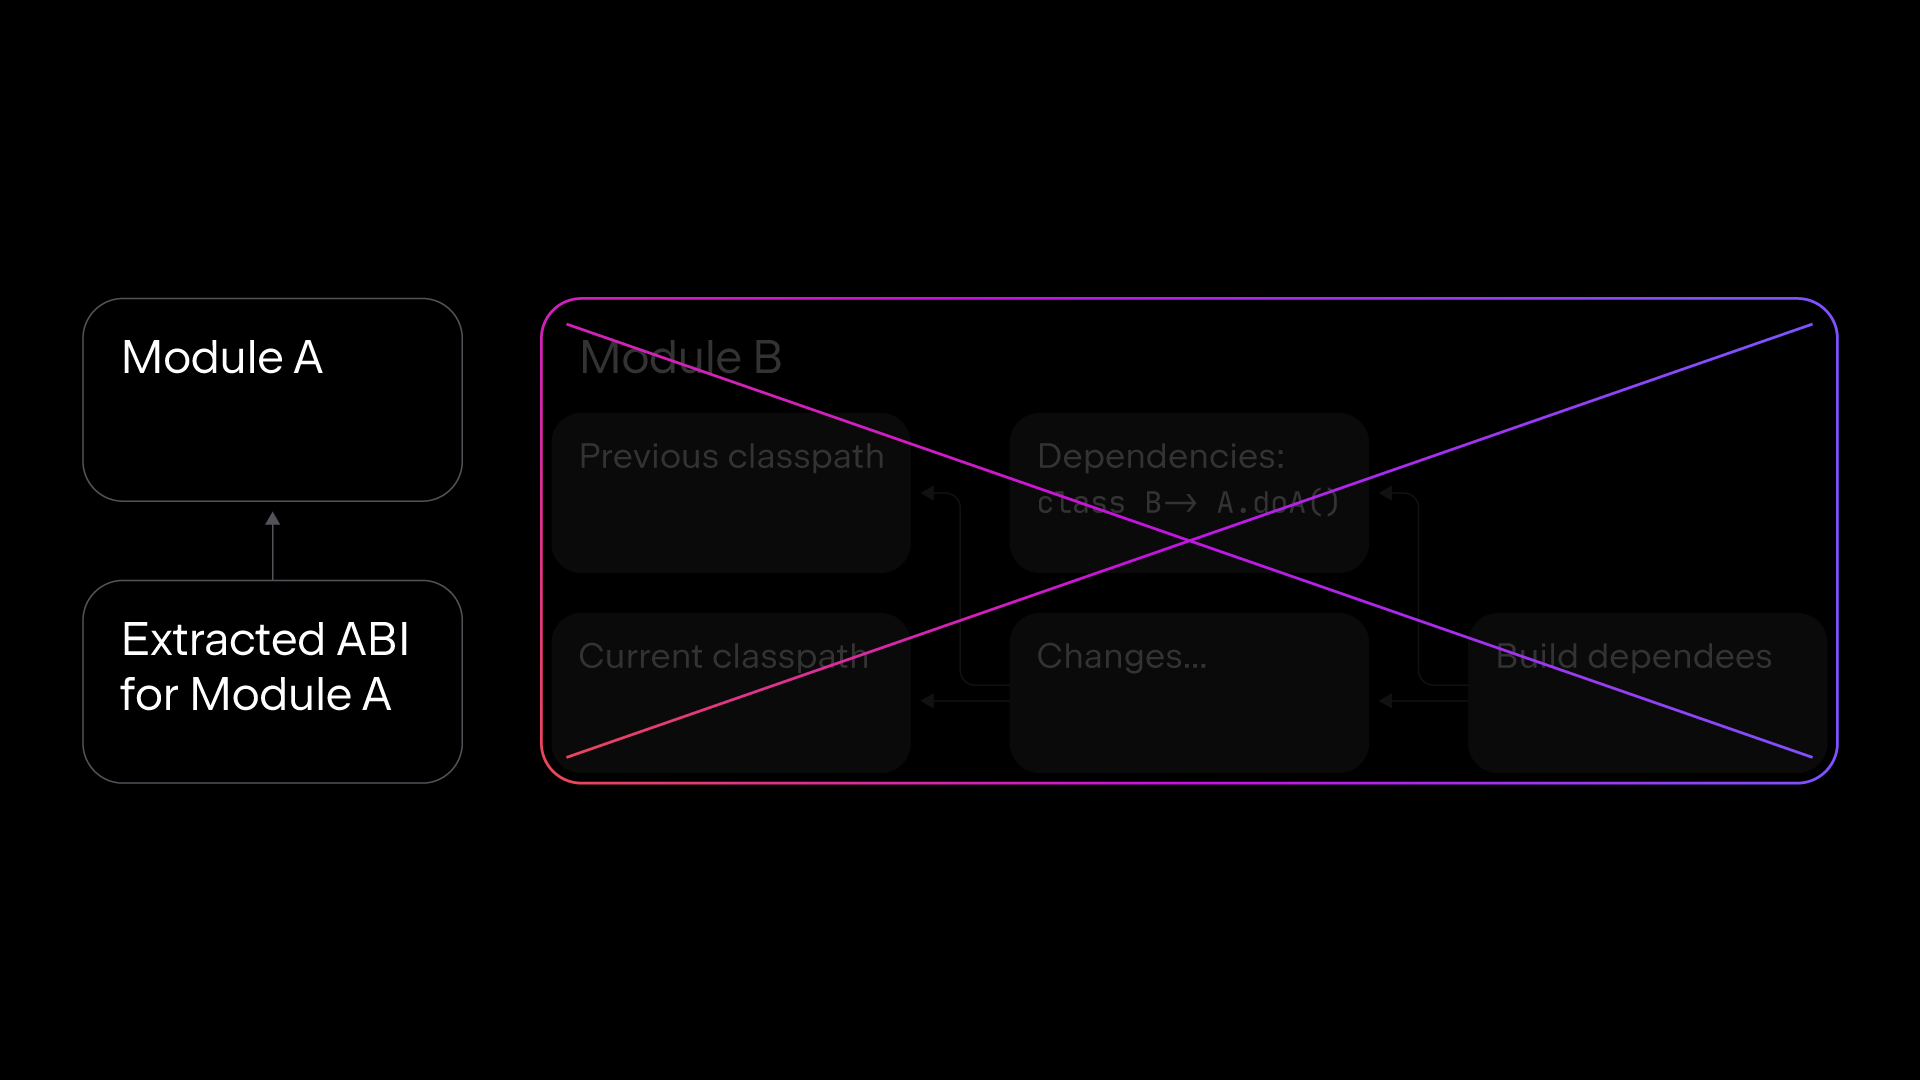 Module A
Extracted ABI
for Module A
Module B
Previous classpath
Dependencies:
class B→ A.doA()
Current classpath
Changes...
Build dependees